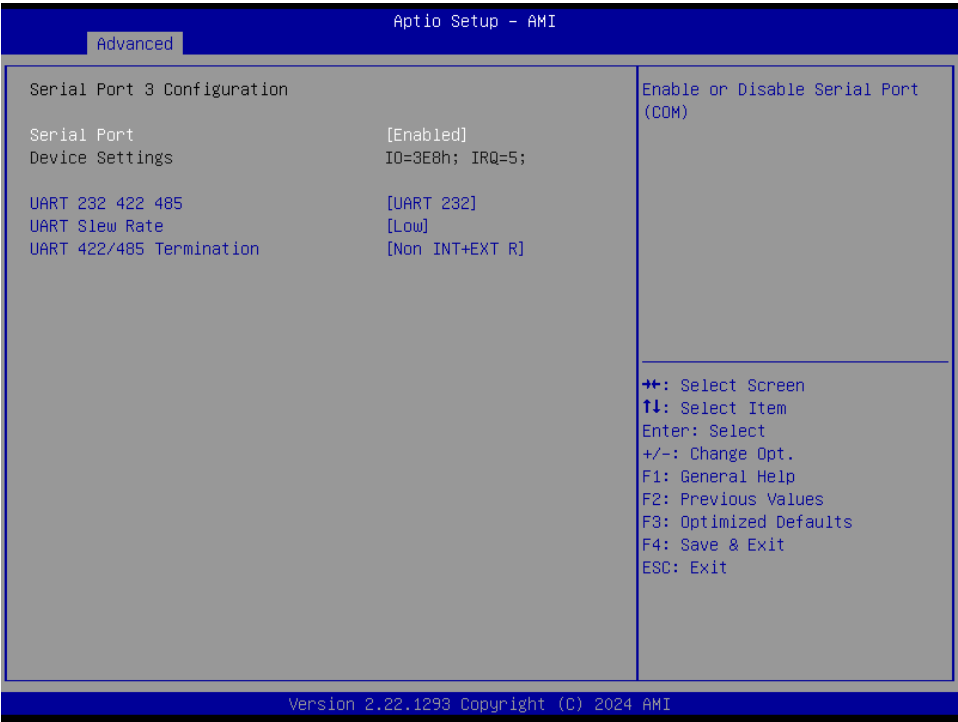 Aptio Setup – AMI
Advanced
Serial Port 3 Configuration
Serial Port [Enabled]
Device Settings IO=3E8h; IRQ=5;
UART 232 422 485 [UART 232]
UART Slew Rate [Low]
UART 422/485 Termination [Non INT+EXT R]
Enable or Disable Serial Port
(COM)
→←: Select Screen
↑↓: Select Item
Enter: Select
+/-: Change Opt.
F1: General Help
F2: Previous Values
F3: Optimized Defaults
F4: Save & Exit
ESC: Exit
Version 2.22.1293 Copyright (C) 2024 AMI